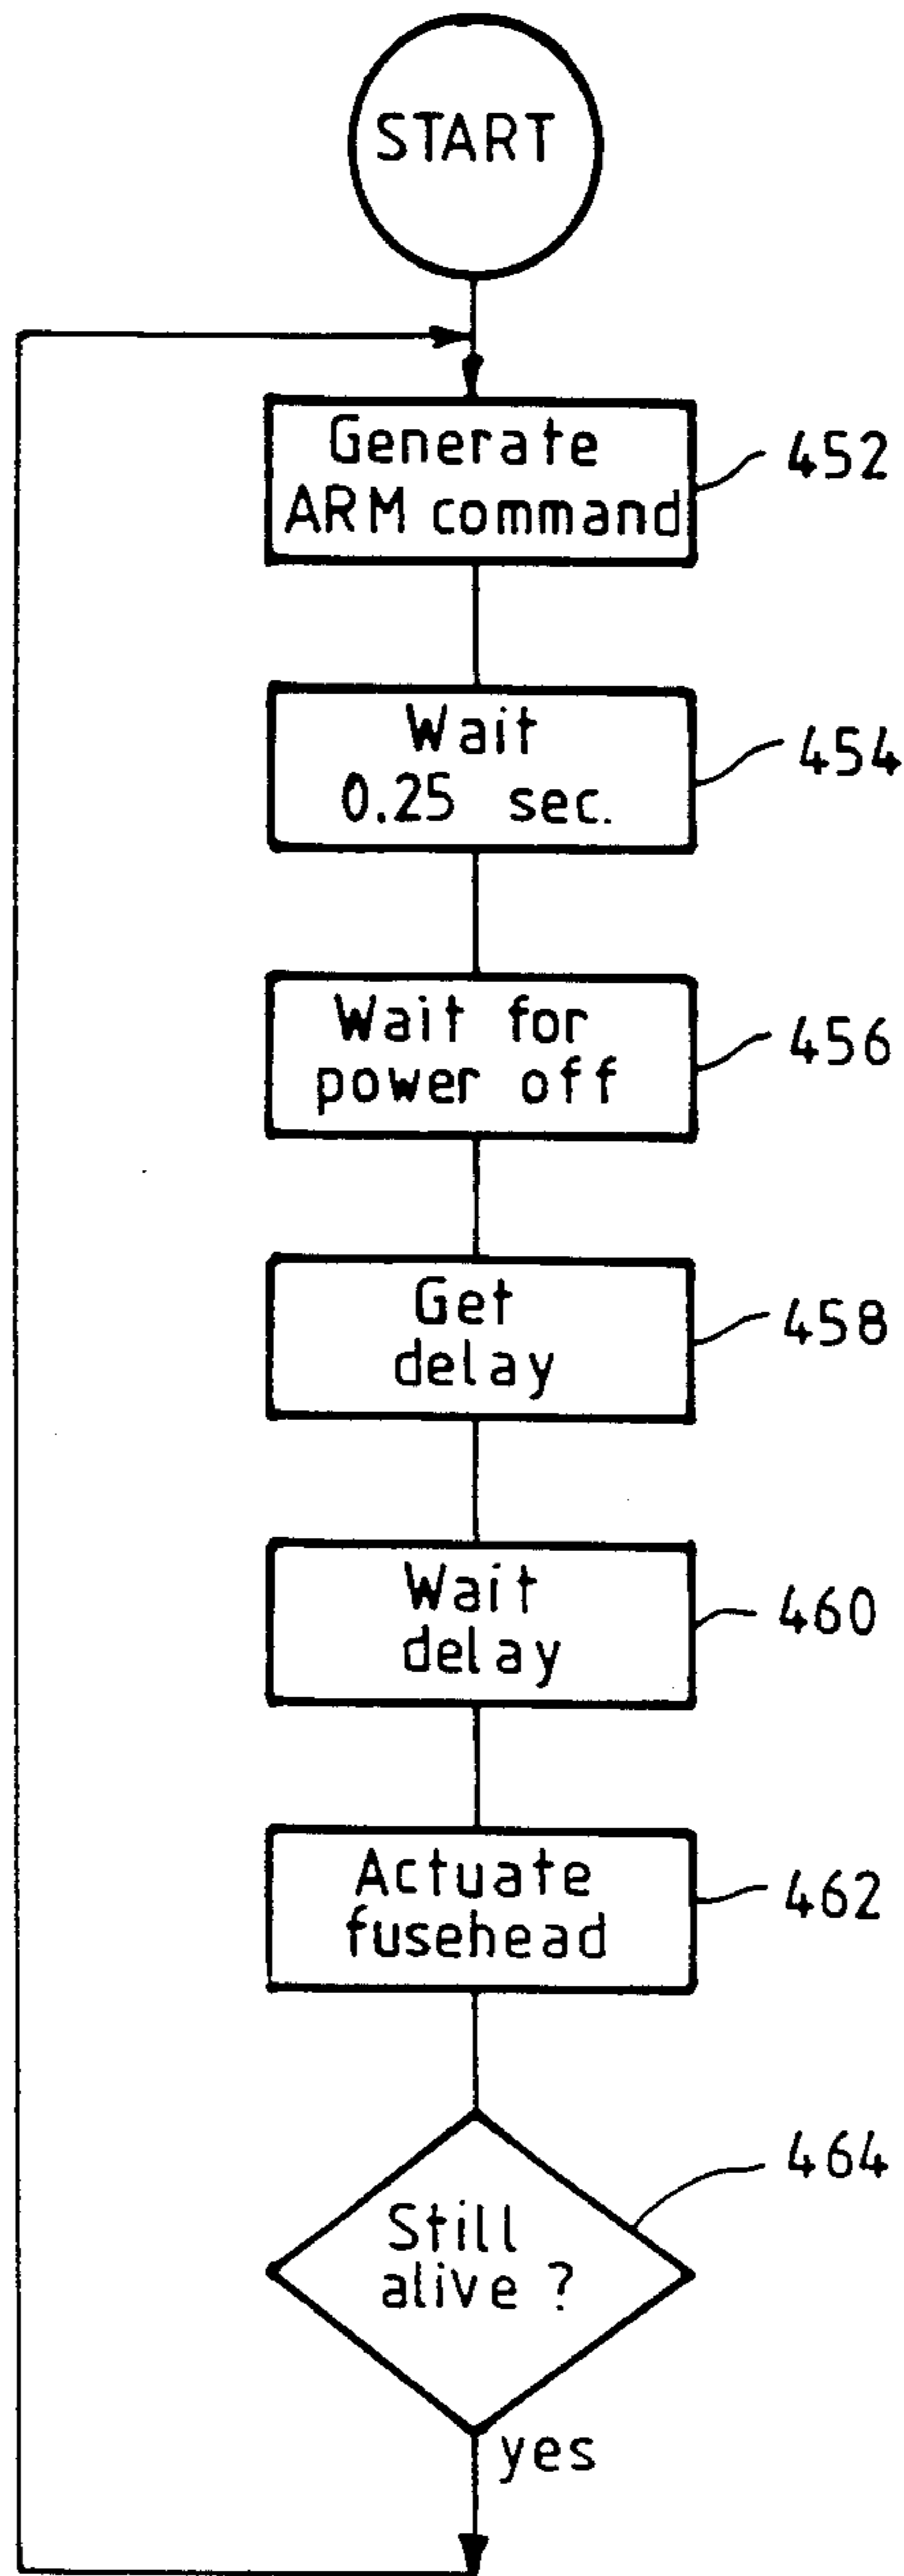 START
Generate
ARM command
452
Wait
0.25 sec.
454
Wait for
power off
456
Get
delay
458
Wait
delay
460
Actuate
fusehead
462
Still
alive ?
464
yes